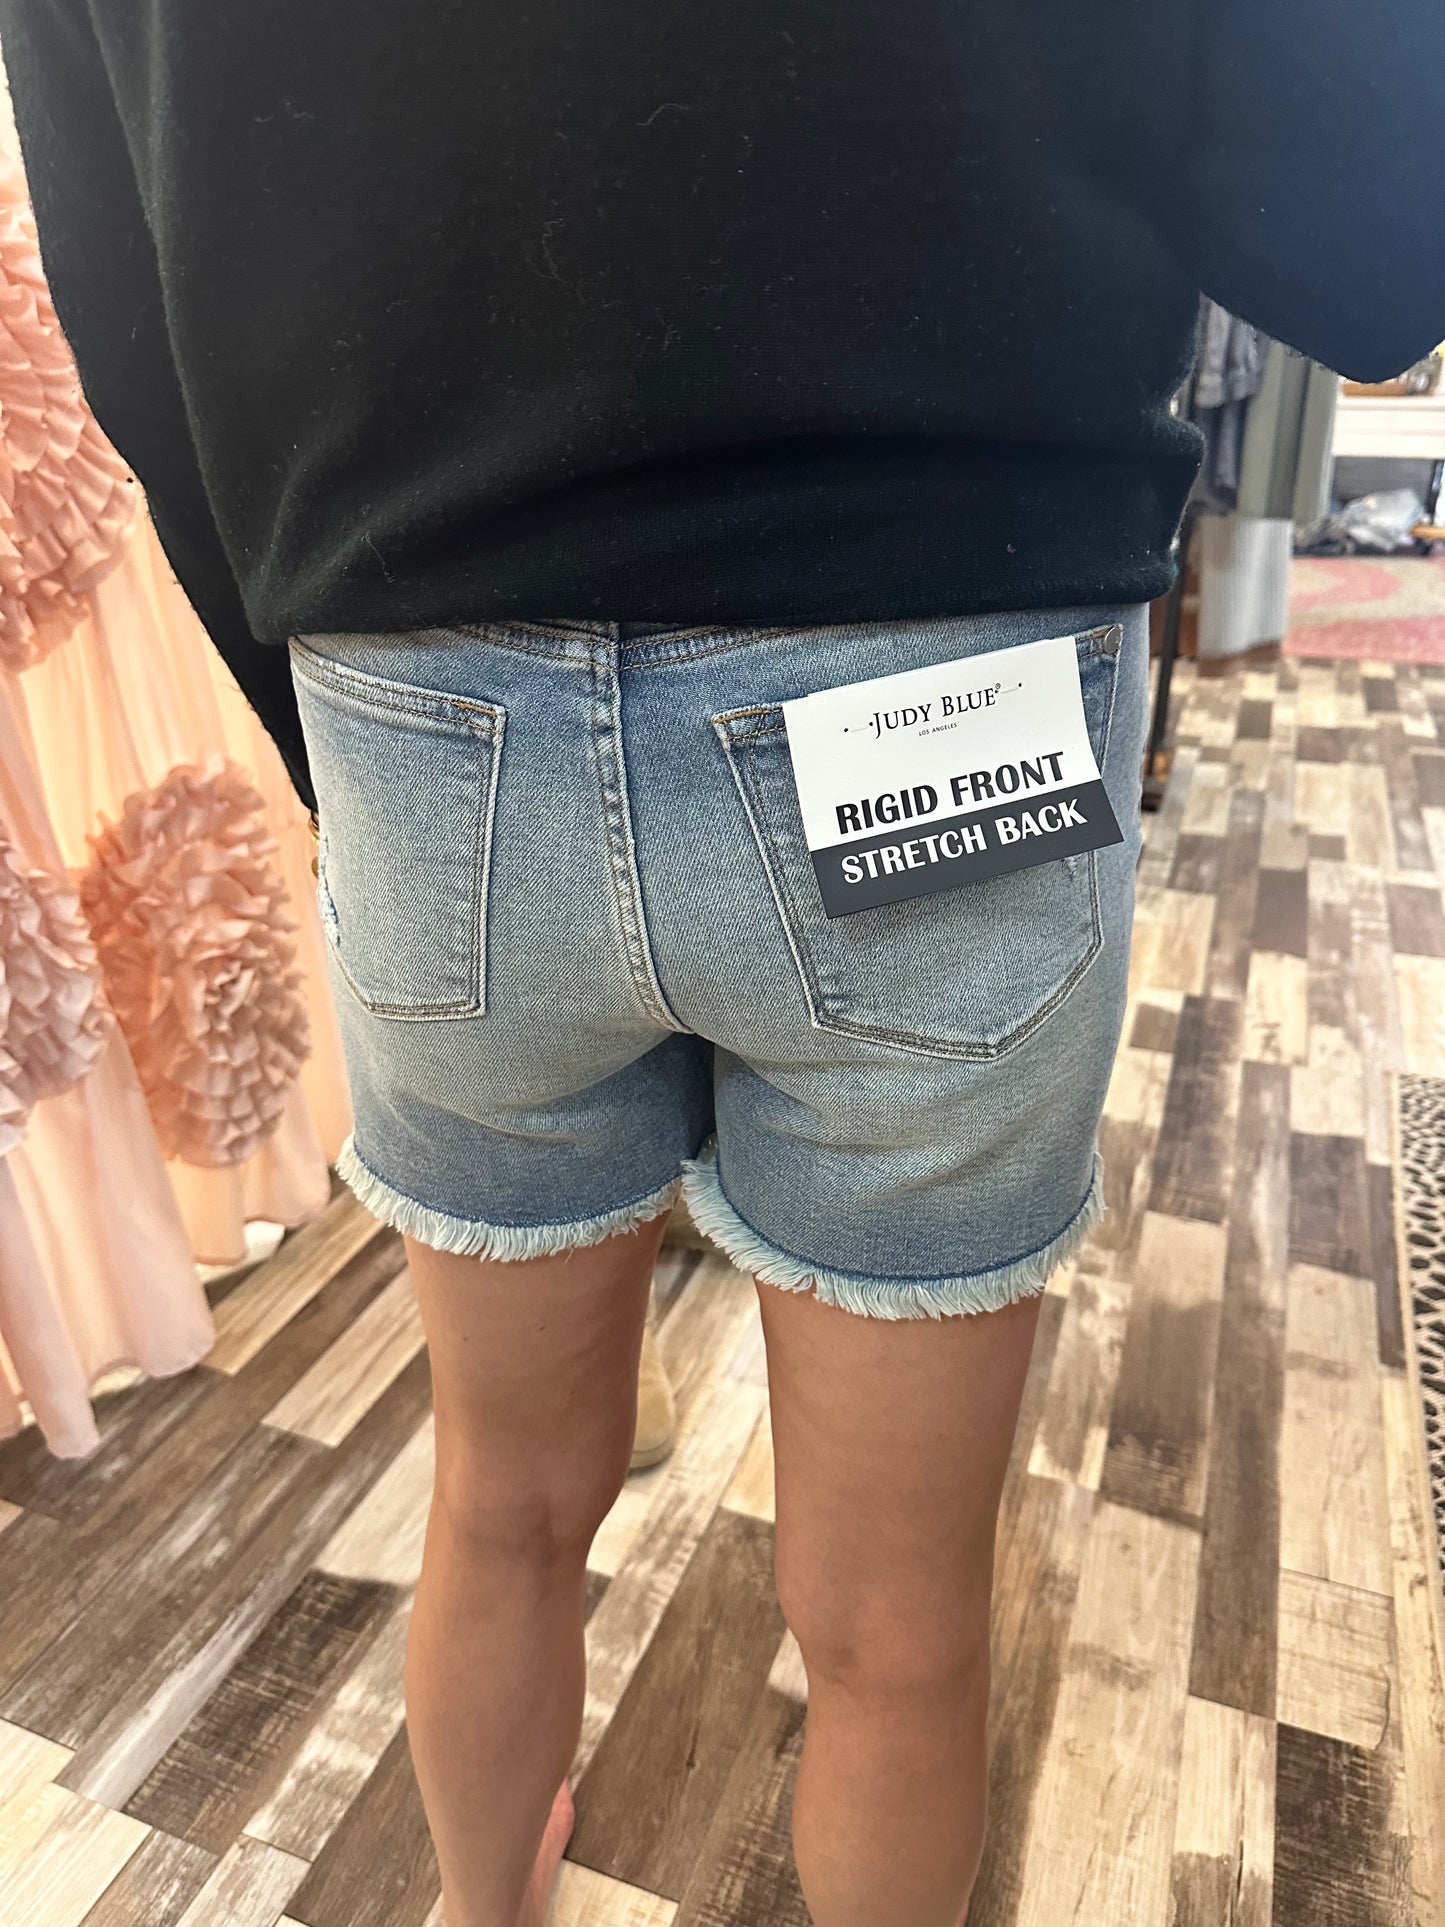 JUDY BLUE®
LOS ANGELES
RIGID FRONT
STRETCH BACK